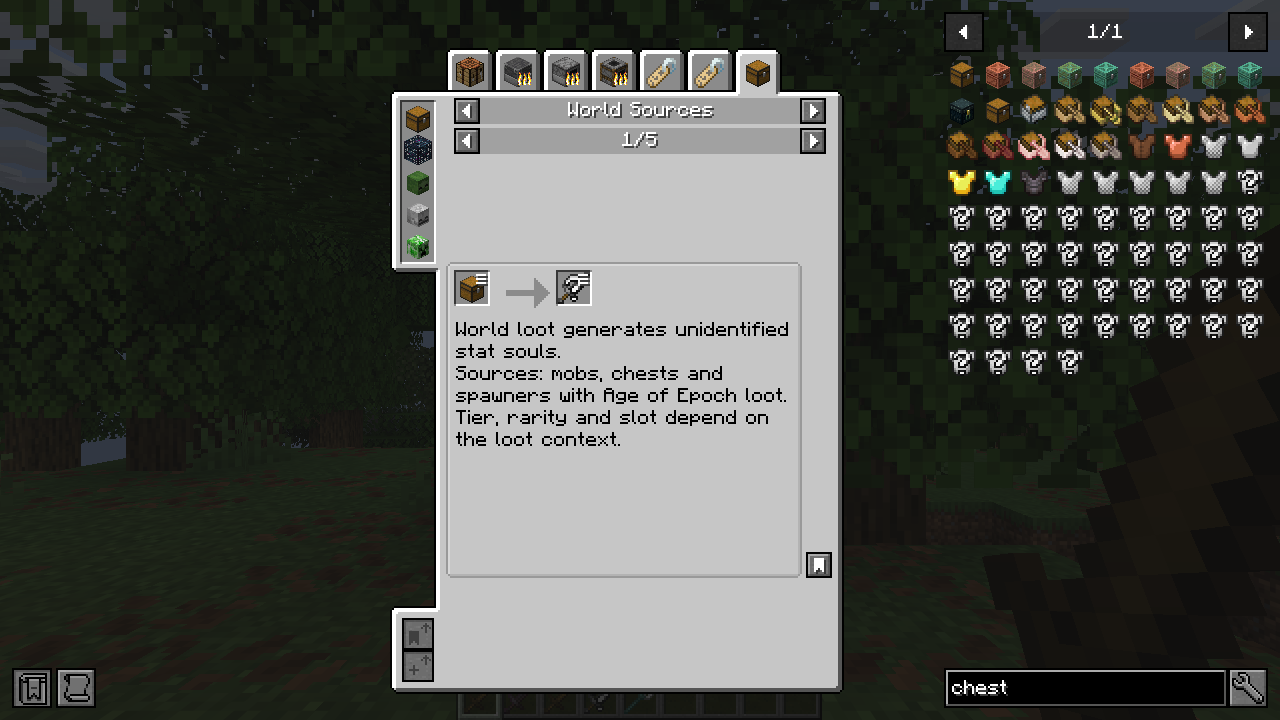 1/1
World Sources
1/5
World loot generates unidentified
stat souls.
Sources: mobs, chests and
spawners with Age of Epoch loot.
Tier, rarity and slot depend on
the loot context.
chest